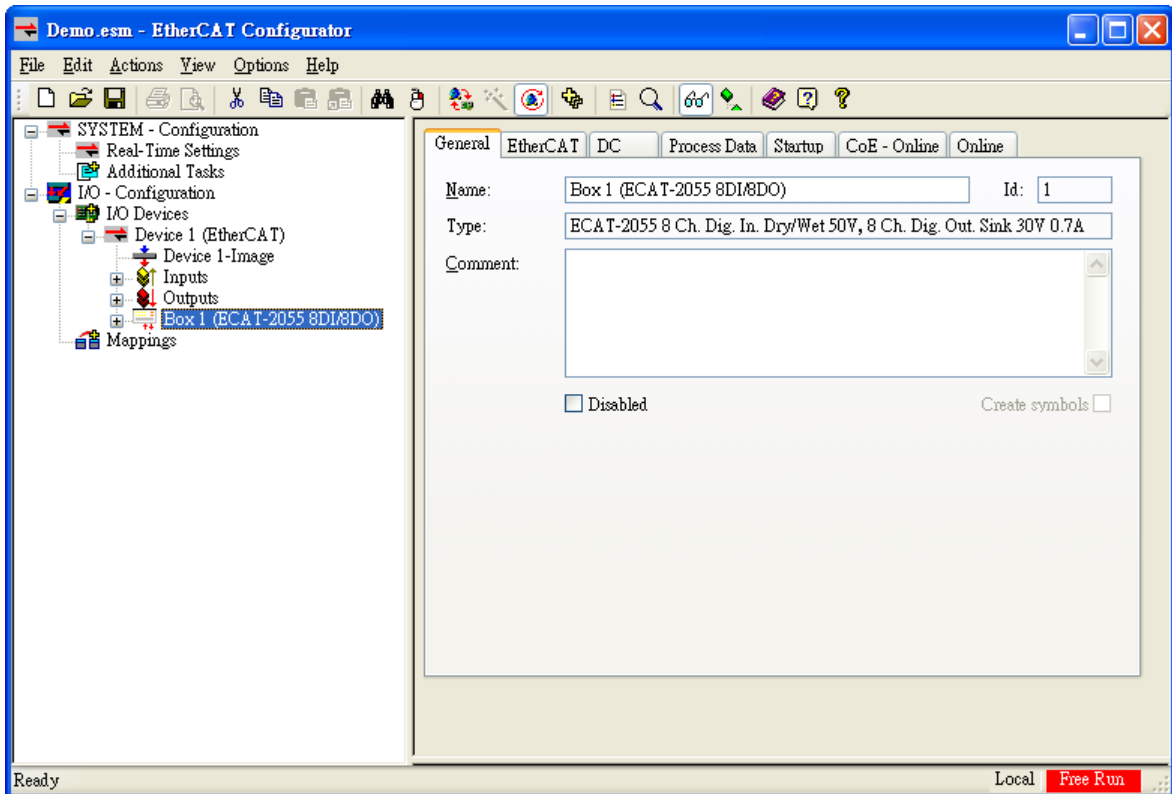 Demo.esm - EtherCAT Configurator
File Edit Actions View Options Help
SYSTEM - Configuration
Real-Time Settings
Additional Tasks
I/O - Configuration
I/O Devices
Device 1 (EtherCAT)
Device 1-Image
Inputs
Outputs
Box 1 (ECAT-2055 8DI/8DO)
Mappings
General EtherCAT DC Process Data Startup CoE - Online Online
Name: Box 1 (ECAT-2055 8DI/8DO) Id: 1
Type: ECAT-2055 8 Ch. Dig. In. Dry/Wet 50V, 8 Ch. Dig. Out. Sink 30V 0.7A
Comment:
Disabled Create symbols
Ready Local Free Run